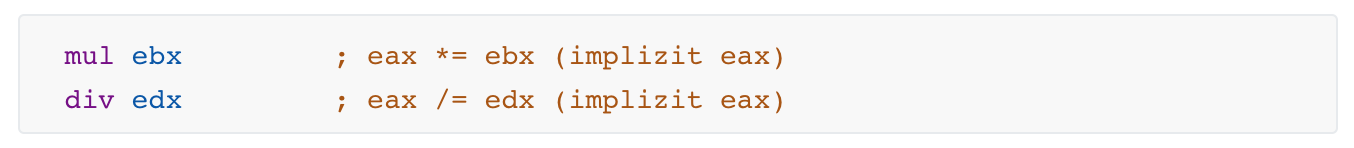 mul ebx ; eax *= ebx (implizit eax)
div edx ; eax /= edx (implizit eax)